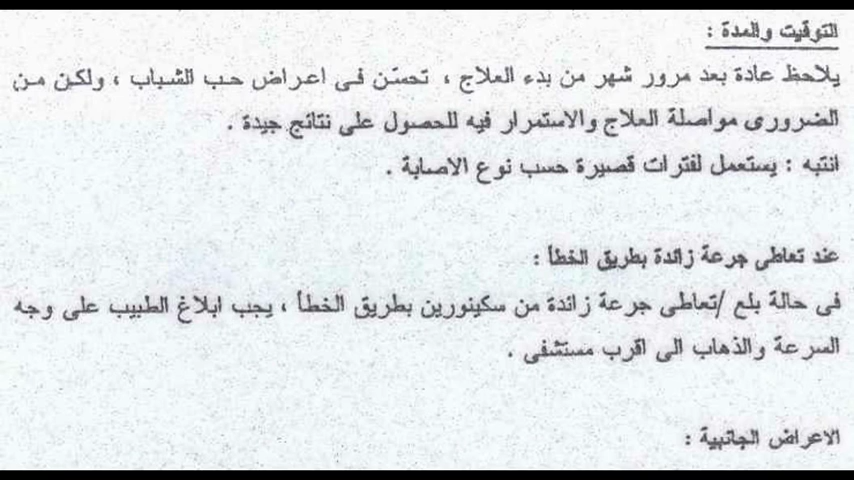 التوقيت والمدة :
يلاحظ عادة بعد مرور شهر من بدء العلاج ، تحسّن فى اعراض حب الشباب ، ولكن من
الضرورى مواصلة العلاج والاستمرار فيه للحصول على نتائج جيدة .
انتبه : يستعمل لفترات قصيرة حسب نوع الاصابة .
عند تعاطى جرعة زائدة بطريق الخطأ :
فى حالة بلع /تعاطى جرعة زائدة من سكينورين بطريق الخطأ ، يجب ابلاغ الطبيب على وجه
السرعة والذهاب الى اقرب مستشفى .
الاعراض الجانبية :